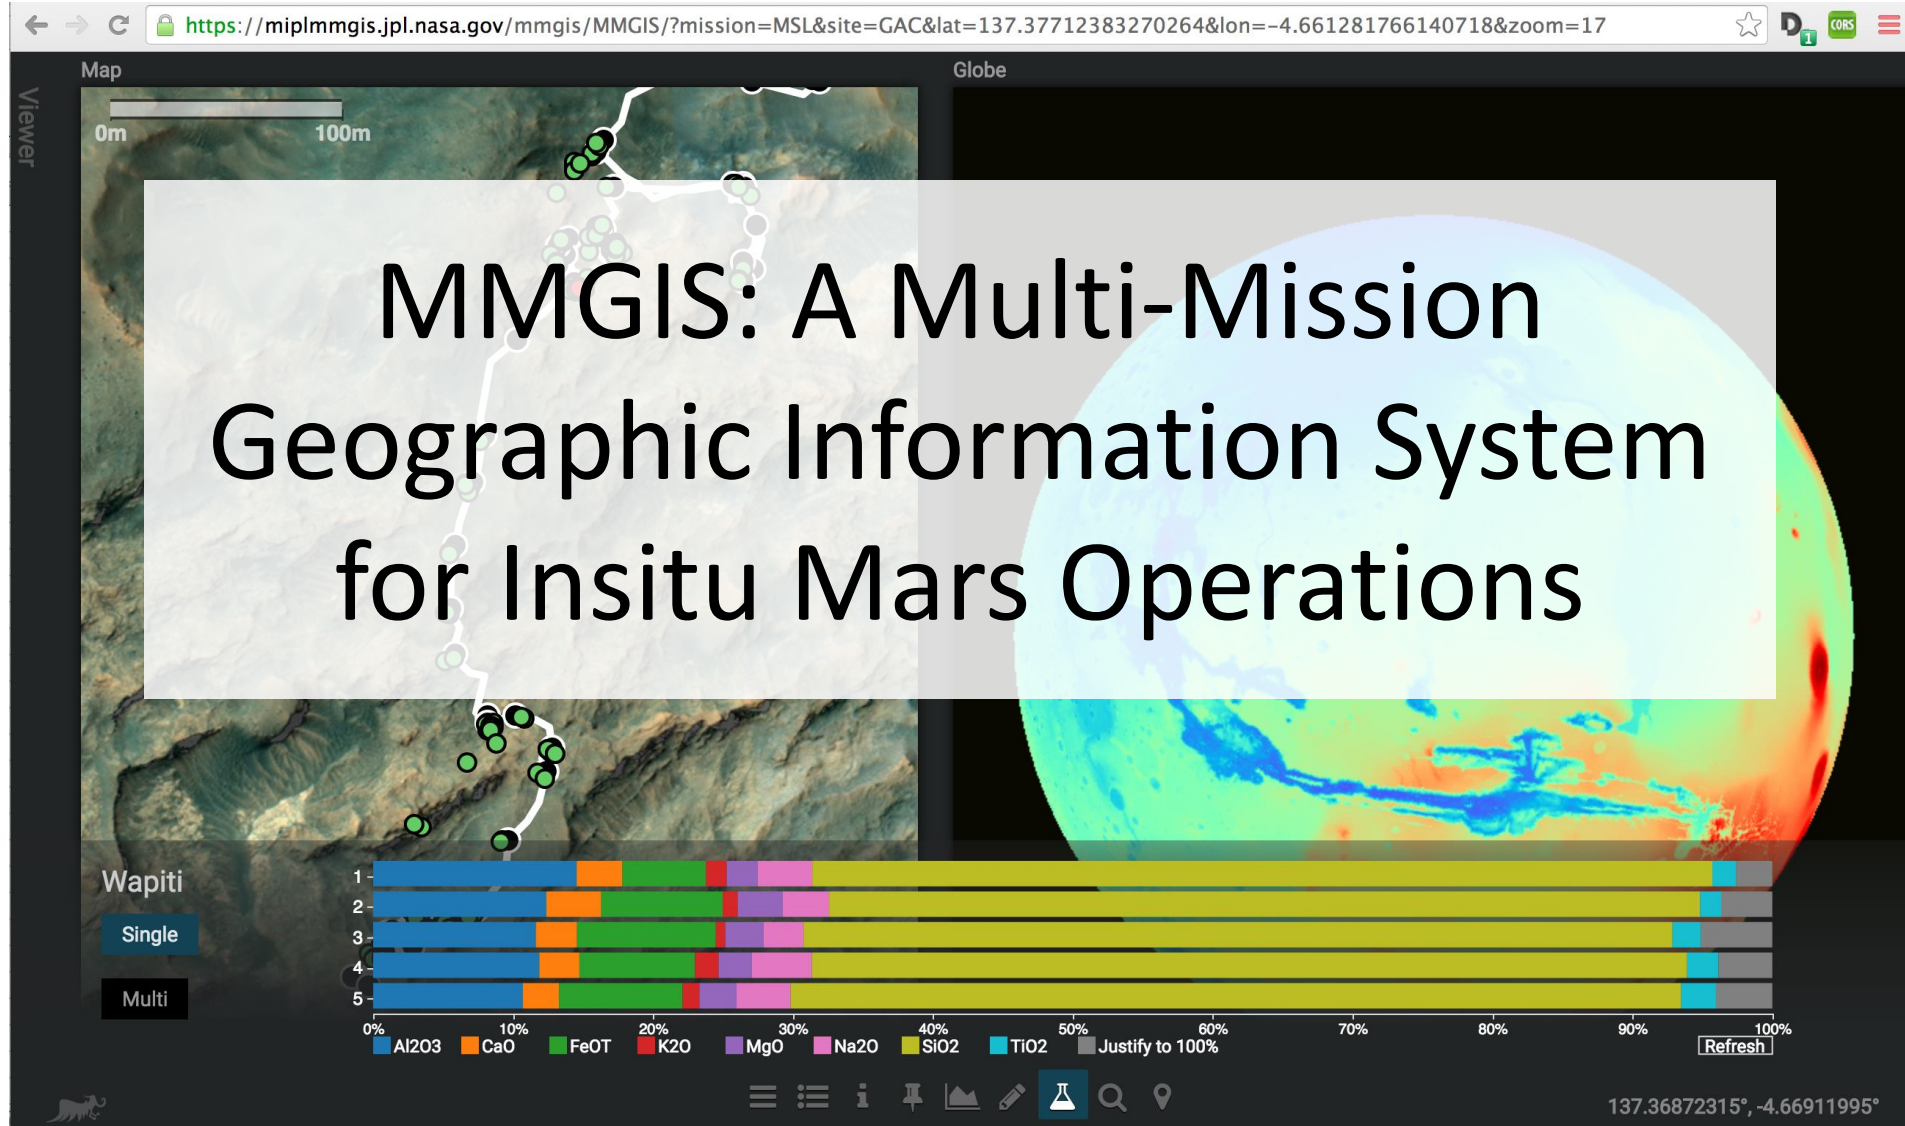 https://miplmmgis.jpl.nasa.gov/mmgis/MMGIS/?mission=MSL&site=GAC&lat=137.37712383270264&lon=-4.661281766140718&zoom=17
D 1
CORS
Viewer
Map
Globe
0m 100m
MMGIS: A Multi-Mission
Geographic Information System
for Insitu Mars Operations
Wapiti
Single
Multi
1
2
3
4
5
0% 10% 20% 30% 40% 50% 60% 70% 80% 90% 100%
Al2O3 CaO FeOT K2O MgO Na2O SiO2 TiO2 Justify to 100%
Refresh
137.36872315°, -4.66911995°